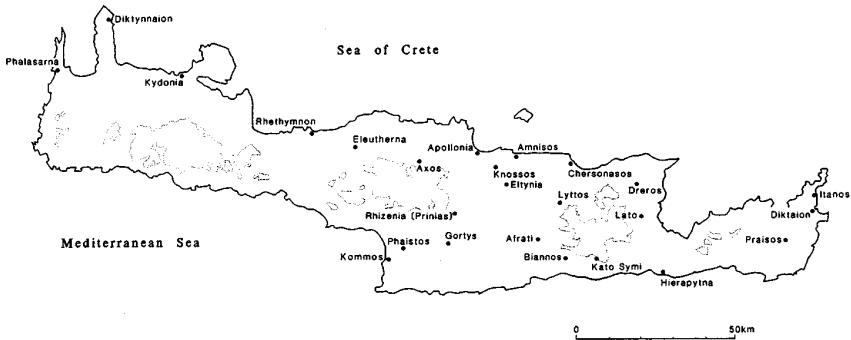 Diktynnaion
Sea of Crete
Phalasarna
Kydonia
Rhethymnon
Eleutherna
Apollonia
Amnisos
Axos
Knossos
Chersonasos
Eltynia
Dreros
Itanos
Lyttos
Rhizenia (Prinias)
Lato
Diktaion
Mediterranean Sea
Phaistos
Gortys
Afrati
Praisos
Kommos
Biannos
Kato Symi
Hierapytna
0 50km